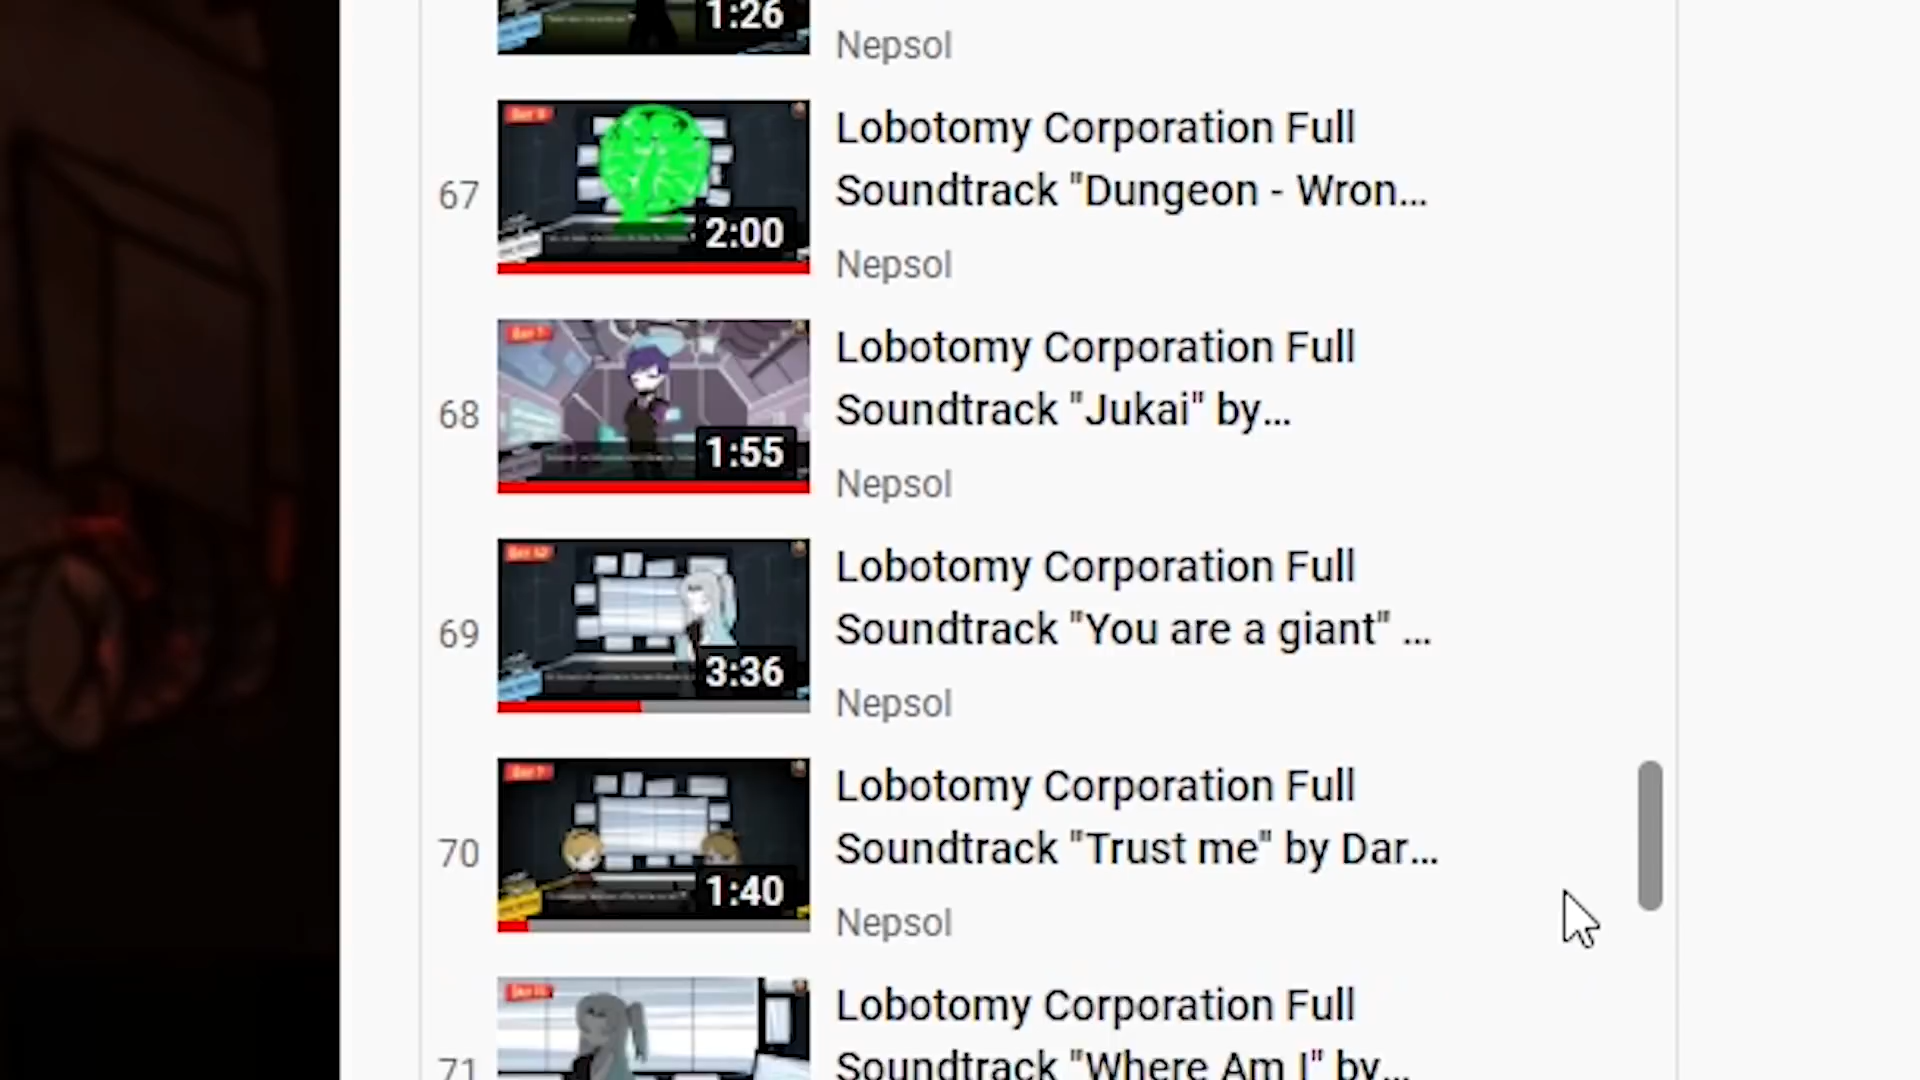 1:26
Nepsol
67
2:00
Lobotomy Corporation Full
Soundtrack "Dungeon - Wron...
Nepsol
68
1:55
Lobotomy Corporation Full
Soundtrack "Jukai" by...
Nepsol
69
3:36
Lobotomy Corporation Full
Soundtrack "You are a giant" ...
Nepsol
70
1:40
Lobotomy Corporation Full
Soundtrack "Trust me" by Dar...
Nepsol
71
Lobotomy Corporation Full
Soundtrack "Where Am I" by...